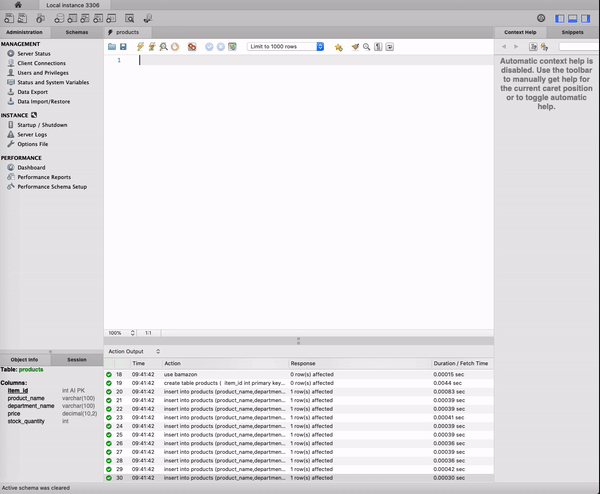 Local instance 3306
Administration Schemas
products
Context Help Snippets
MANAGEMENT
Server Status
Client Connections
Users and Privileges
Status and System Variables
Data Export
Data Import/Restore
INSTANCE
Startup / Shutdown
Server Logs
Options File
PERFORMANCE
Dashboard
Performance Reports
Performance Schema Setup
Limit to 1000 rows
1
Automatic context help is
disabled. Use the toolbar
to manually get help for
the current caret position
or to toggle automatic
help.
100% 1:1
Object Info Session
Table: products
Columns:
item_id int AI PK
product_name varchar(100)
department_name varchar(100)
price decimal(10,2)
stock_quantity int
Action Output
Time Action Response Duration / Fetch Time
18 09:41:42 use bamazon 0 row(s) affected 0.00015 sec
19 09:41:42 create table products ( item_id int primary key... 0 row(s) affected 0.0044 sec
20 09:41:42 insert into products (product_name,departmen... 1 row(s) affected 0.00083 sec
21 09:41:42 insert into products (product_name,departmen... 1 row(s) affected 0.00039 sec
22 09:41:42 insert into products (product_name,departmen... 1 row(s) affected 0.00039 sec
23 09:41:42 insert into products (product_name,departmen... 1 row(s) affected 0.00041 sec
24 09:41:42 insert into products (product_name,departmen... 1 row(s) affected 0.00039 sec
25 09:41:42 insert into products (product_name,departmen... 1 row(s) affected 0.00039 sec
26 09:41:42 insert into products (product_name,departmen... 1 row(s) affected 0.00036 sec
27 09:41:42 insert into products (product_name,departmen... 1 row(s) affected 0.00039 sec
28 09:41:42 insert into products (product_name,departmen... 1 row(s) affected 0.00036 sec
29 09:41:42 insert into products (product_name,departmen... 1 row(s) affected 0.00042 sec
30 09:41:42 insert into products (product_name,departmen... 1 row(s) affected 0.00030 sec
Active schema was cleared